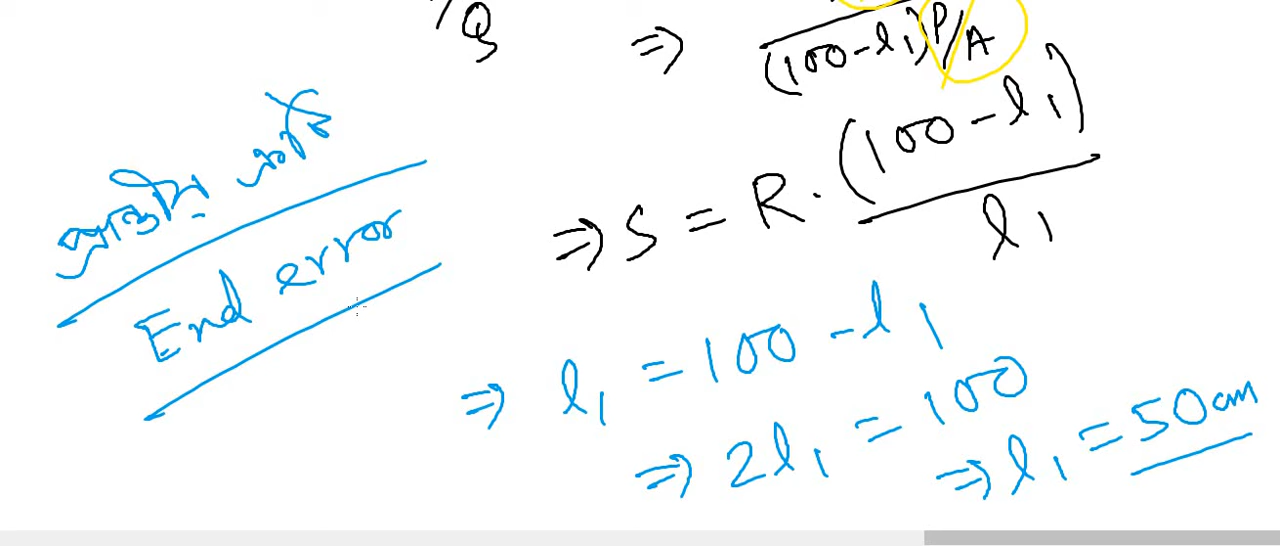 /Q ⇒ (100-l₁)P/A
⇒ S = R. (100-l₁)/l₁
প্রান্তীয় ত্রুটি
End error
⇒ l₁ = 100 - l₁
⇒ 2l₁ = 100 ⇒ l₁ = 50cm